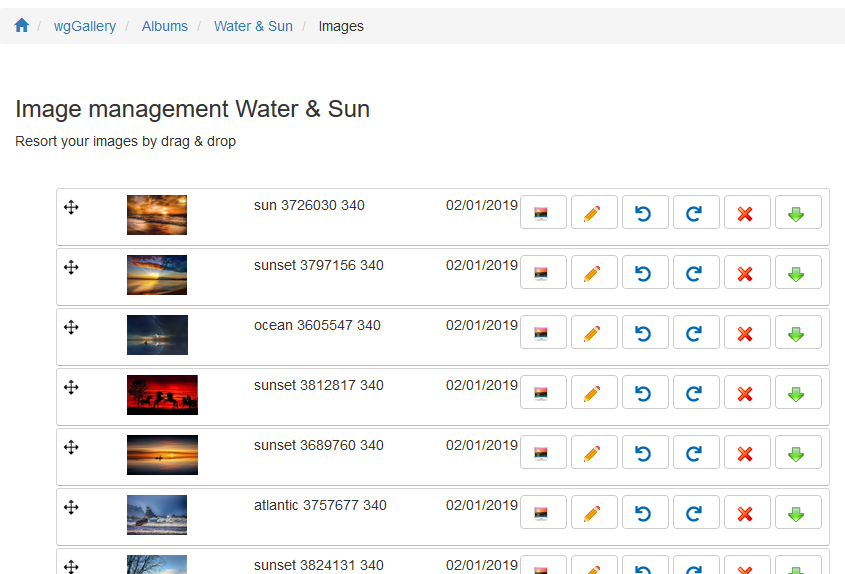 wgGallery / Albums / Water & Sun / Images
Image management Water & Sun
Resort your images by drag & drop
sun 3726030 340 02/01/2019
sunset 3797156 340 02/01/2019
ocean 3605547 340 02/01/2019
sunset 3812817 340 02/01/2019
sunset 3689760 340 02/01/2019
atlantic 3757677 340 02/01/2019
sunset 3824131 340 02/01/2019